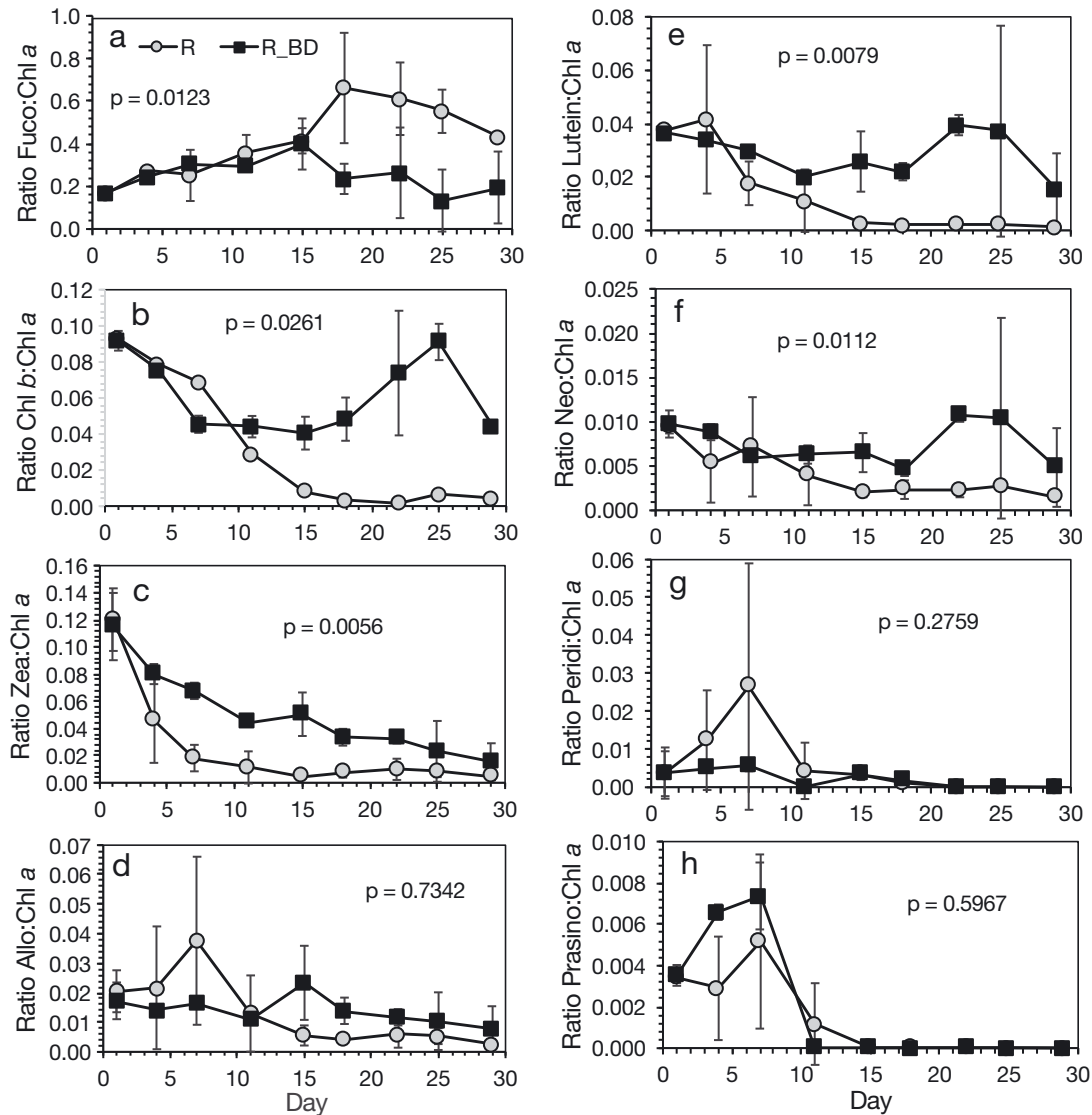 a
R R_BD
p = 0.0123
Ratio Fuco:Chl a
1.0
0.8
0.6
0.4
0.2
0.0
0 5 10 15 20 25 30
b
p = 0.0261
Ratio Chl b:Chl a
0.12
0.10
0.08
0.06
0.04
0.02
0.00
0 5 10 15 20 25 30
c
p = 0.0056
Ratio Zea:Chl a
0.16
0.14
0.12
0.10
0.08
0.06
0.04
0.02
0.00
0 5 10 15 20 25 30
d
p = 0.7342
Ratio Allo:Chl a
0.07
0.06
0.05
0.04
0.03
0.02
0.01
0.00
0 5 10 15 20 25 30
Day
e
p = 0.0079
Ratio Lutein:Chl a
0.08
0.06
0.04
0.02
0.00
0 5 10 15 20 25 30
f
p = 0.0112
Ratio Neo:Chl a
0.025
0.020
0.015
0.010
0.005
0.000
0 5 10 15 20 25 30
g
p = 0.2759
Ratio Peridi:Chl a
0.06
0.05
0.04
0.03
0.02
0.01
0.00
0 5 10 15 20 25 30
h
p = 0.5967
Ratio Prasino:Chl a
0.010
0.008
0.006
0.004
0.002
0.000
0 5 10 15 20 25 30
Day